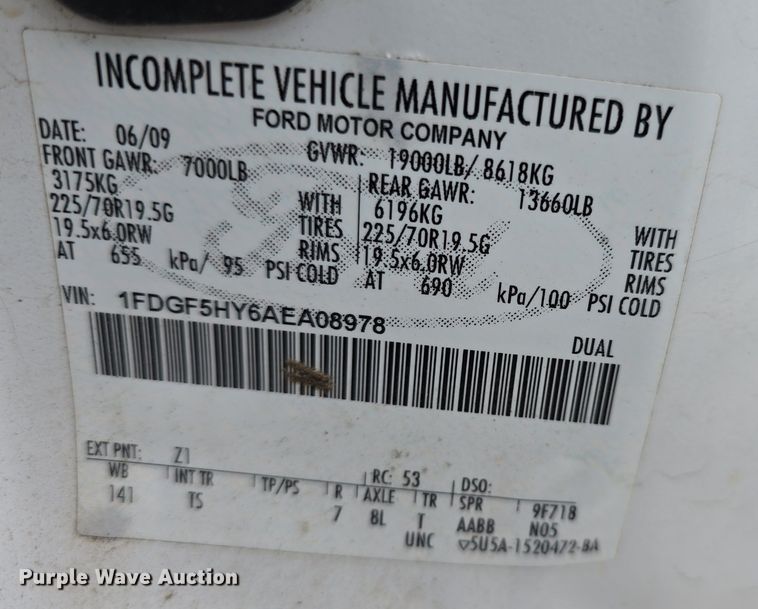 INCOMPLETE VEHICLE MANUFACTURED BY
FORD MOTOR COMPANY
DATE: 06/09 GVWR: 19000LB/ 8618KG
FRONT GAWR: 7000LB REAR GAWR: 13660LB
3175KG WITH 6196KG WITH
225/70R19.5G TIRES 225/70R19.5G TIRES
19.5x6.0RW RIMS 19.5x6.0RW RIMS
AT 655 kPa/ 95 PSI COLD AT 690 kPa/100 PSI COLD
VIN: 1FDGF5HY6AEA08978
DUAL
EXT PNT: Z1 RC: 53 DSO:
WB INT TR TP/PS R AXLE TR SPR 9F718
141 TS 7 8L T AABB N05
UNC ▽5U5A-1520472-BA
Purple Wave Auction